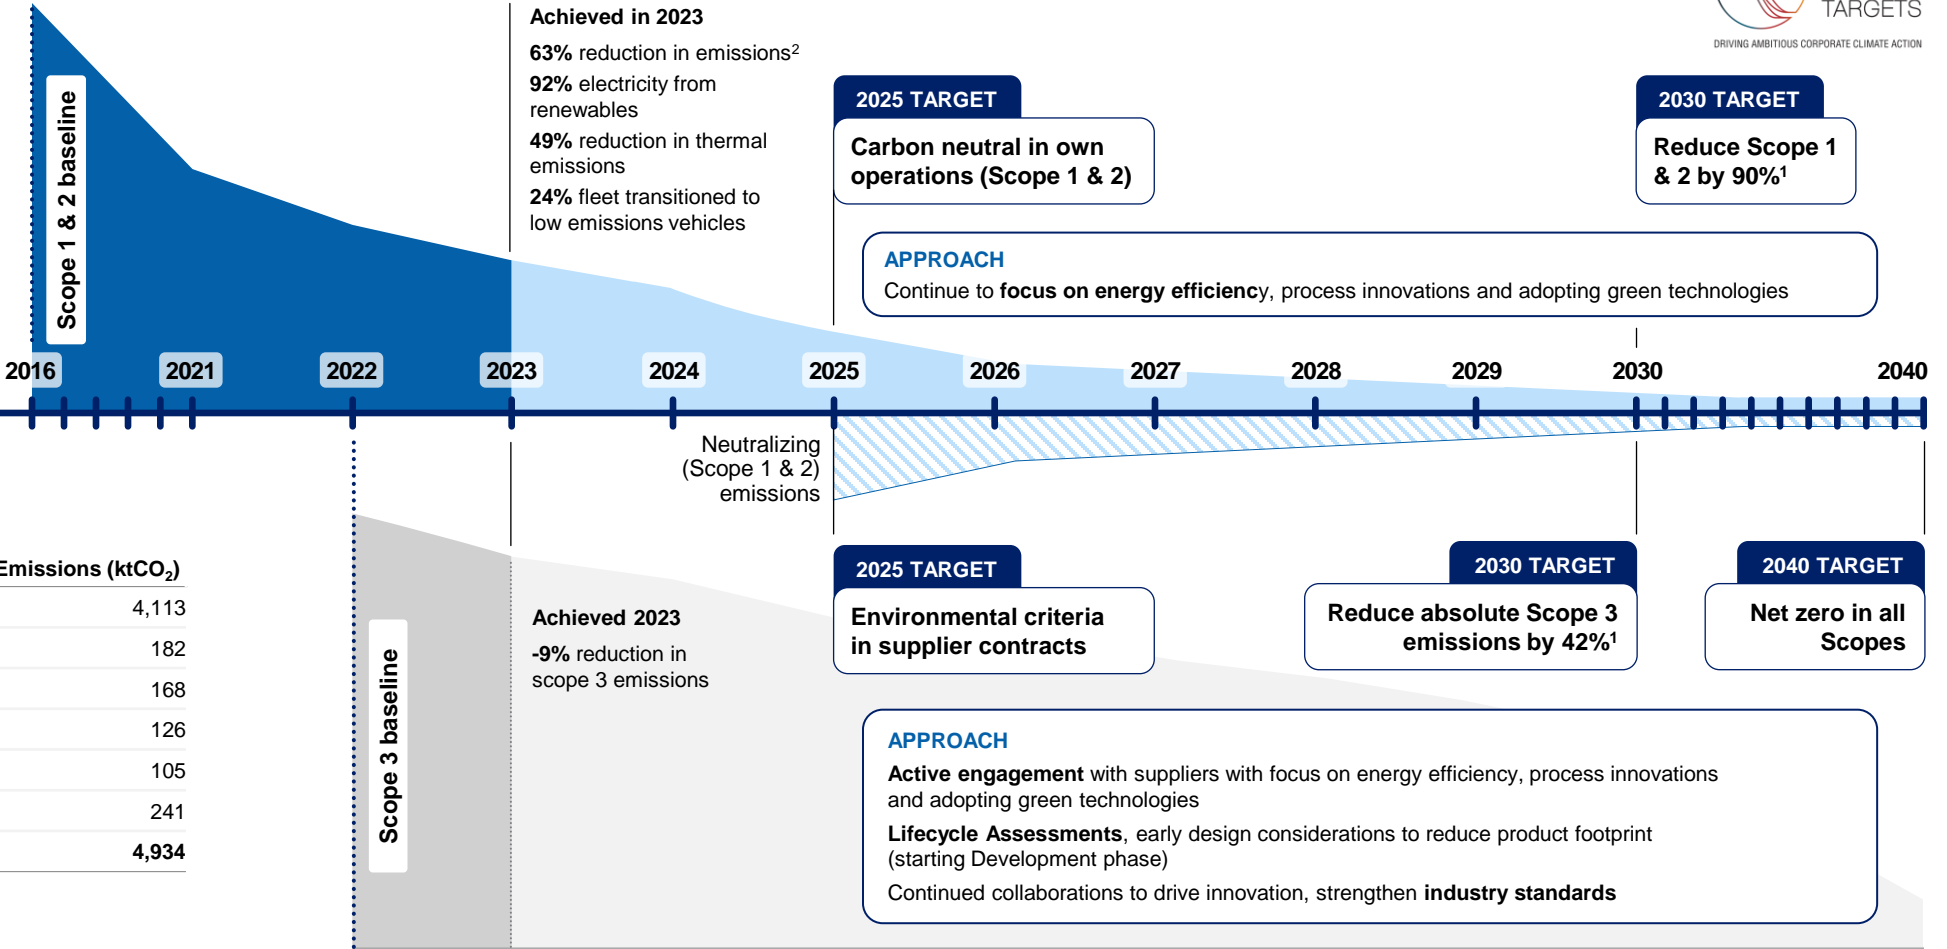 TARGETS
DRIVING AMBITIOUS CORPORATE CLIMATE ACTION
Achieved in 2023
63% reduction in emissions²
92% electricity from
renewables
49% reduction in thermal
emissions
24% fleet transitioned to
low emissions vehicles
Scope 1 & 2 baseline
2025 TARGET
Carbon neutral in own
operations (Scope 1 & 2)
2030 TARGET
Reduce Scope 1
& 2 by 90%¹
APPROACH
Continue to focus on energy efficiency, process innovations and adopting green technologies
2016 2021 2022 2023 2024 2025 2026 2027 2028 2029 2030 2040
Neutralizing
(Scope 1 & 2)
emissions
Emissions (ktCO₂)
4,113
182
168
126
105
241
4,934
Scope 3 baseline
Achieved 2023
-9% reduction in
scope 3 emissions
2025 TARGET
Environmental criteria
in supplier contracts
2030 TARGET
Reduce absolute Scope 3
emissions by 42%¹
2040 TARGET
Net zero in all
Scopes
APPROACH
Active engagement with suppliers with focus on energy efficiency, process innovations
and adopting green technologies
Lifecycle Assessments, early design considerations to reduce product footprint
(starting Development phase)
Continued collaborations to drive innovation, strengthen industry standards